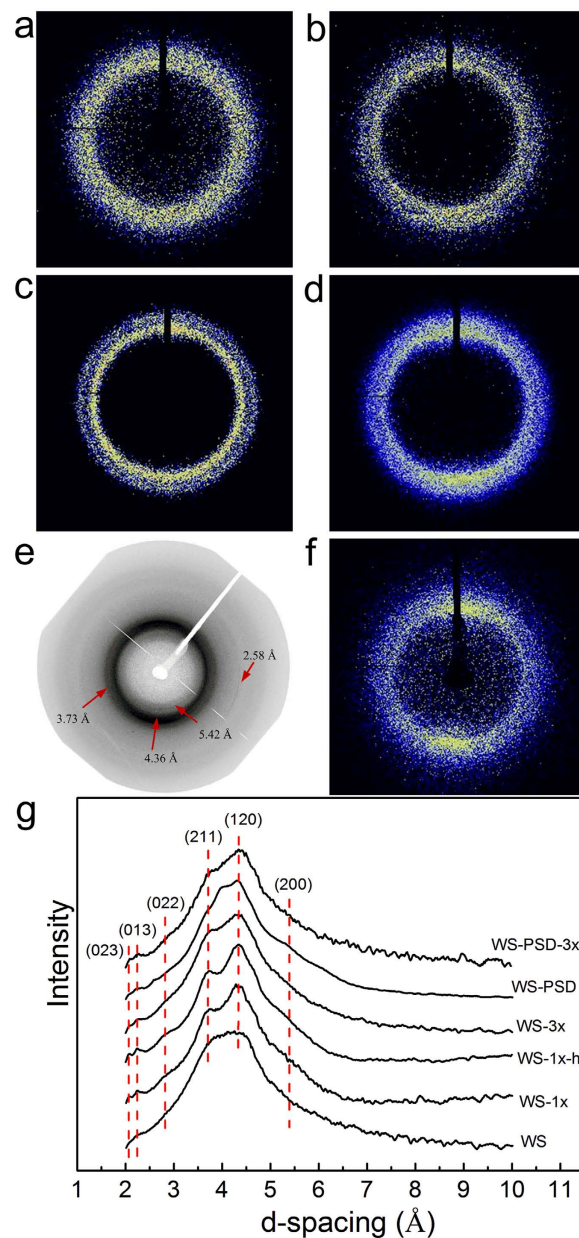 a
b
c
d
e
2.58 Å
3.73 Å
5.42 Å
4.36 Å
f
g
(120)
(211)
(022)
(200)
(013)
(023)
WS-PSD-3x
WS-PSD
WS-3x
WS-1x-h
WS-1x
WS
Intensity
1 2 3 4 5 6 7 8 9 10 11
d-spacing (Å)